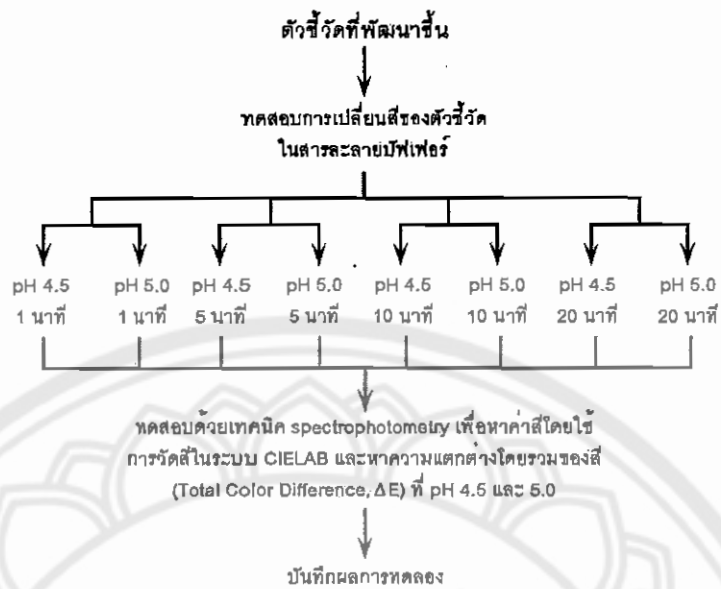 ตัวชี้วัดที่พัฒนาขึ้น
ทดสอบการเปลี่ยนสีของตัวชี้วัด
ในสารละลายบัฟเฟอร์
pH 4.5 pH 5.0 pH 4.5 pH 5.0 pH 4.5 pH 5.0 pH 4.5 pH 5.0
1 นาที 1 นาที 5 นาที 5 นาที 10 นาที 10 นาที 20 นาที 20 นาที
ทดสอบด้วยเทคนิค spectrophotometry เพื่อหาค่าสีโดยใช้
การวัดสีในระบบ CIELAB และหาความแตกต่างโดยรวมของสี
(Total Color Difference, ΔE) ที่ pH 4.5 และ 5.0
บันทึกผลการทดลอง